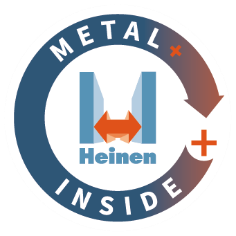 METAL+
Heinen
+
INSIDE